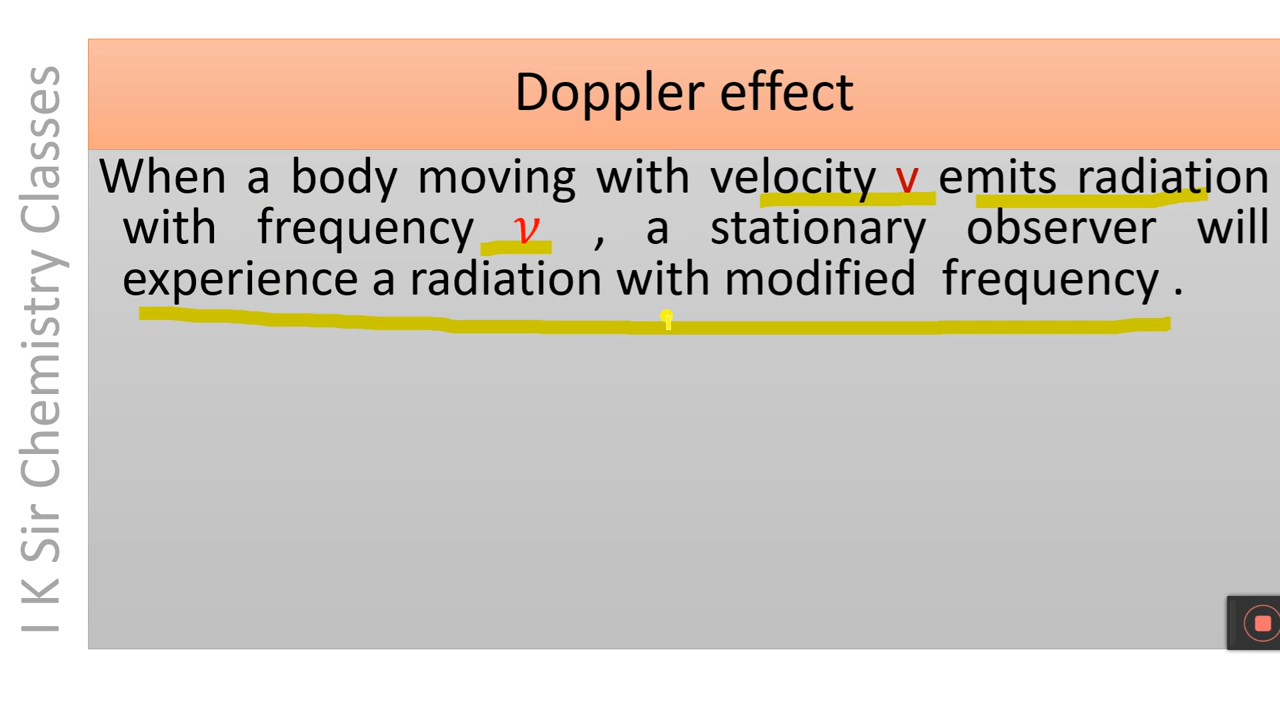 I K Sir Chemistry Classes
Doppler effect
When a body moving with velocity v emits radiation
with frequency ν , a stationary observer will
experience a radiation with modified frequency .